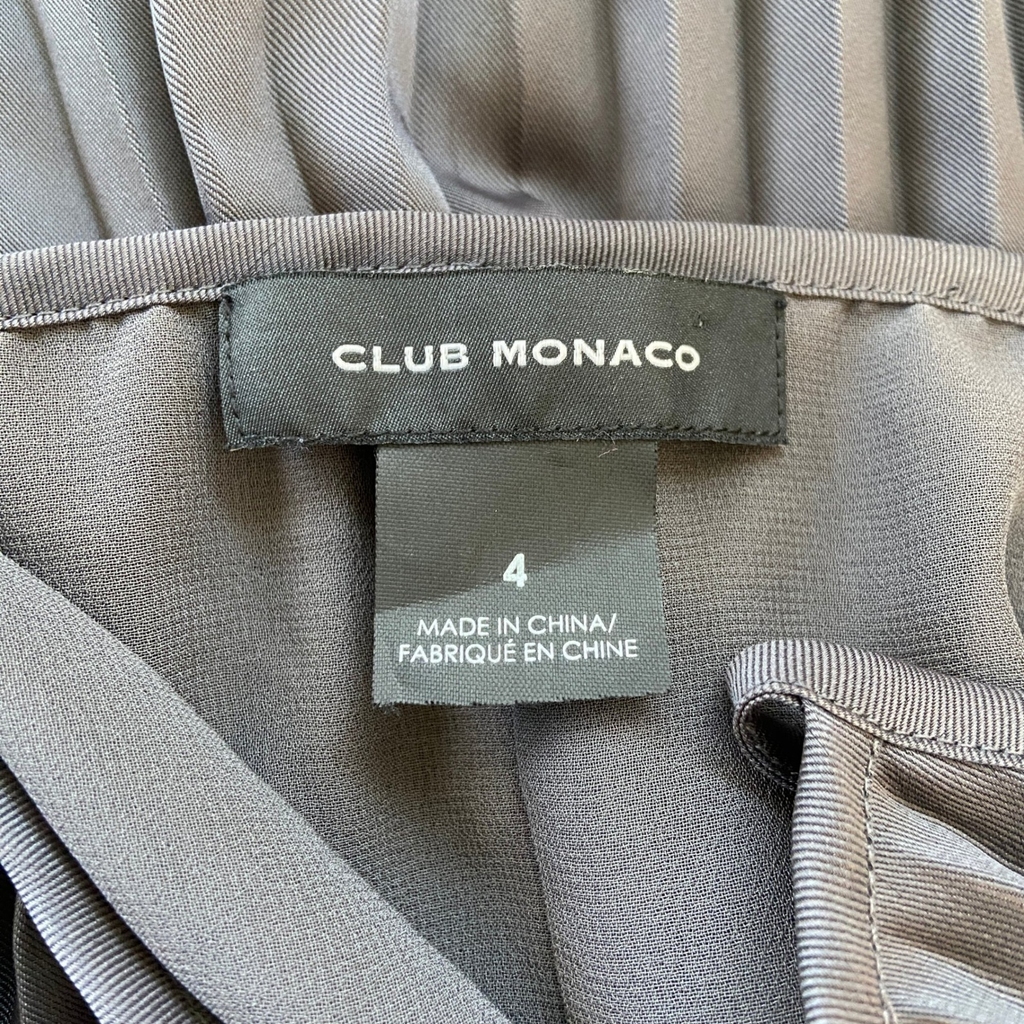 CLUB MONACO
4
MADE IN CHINA/
FABRIQUÉ EN CHINE